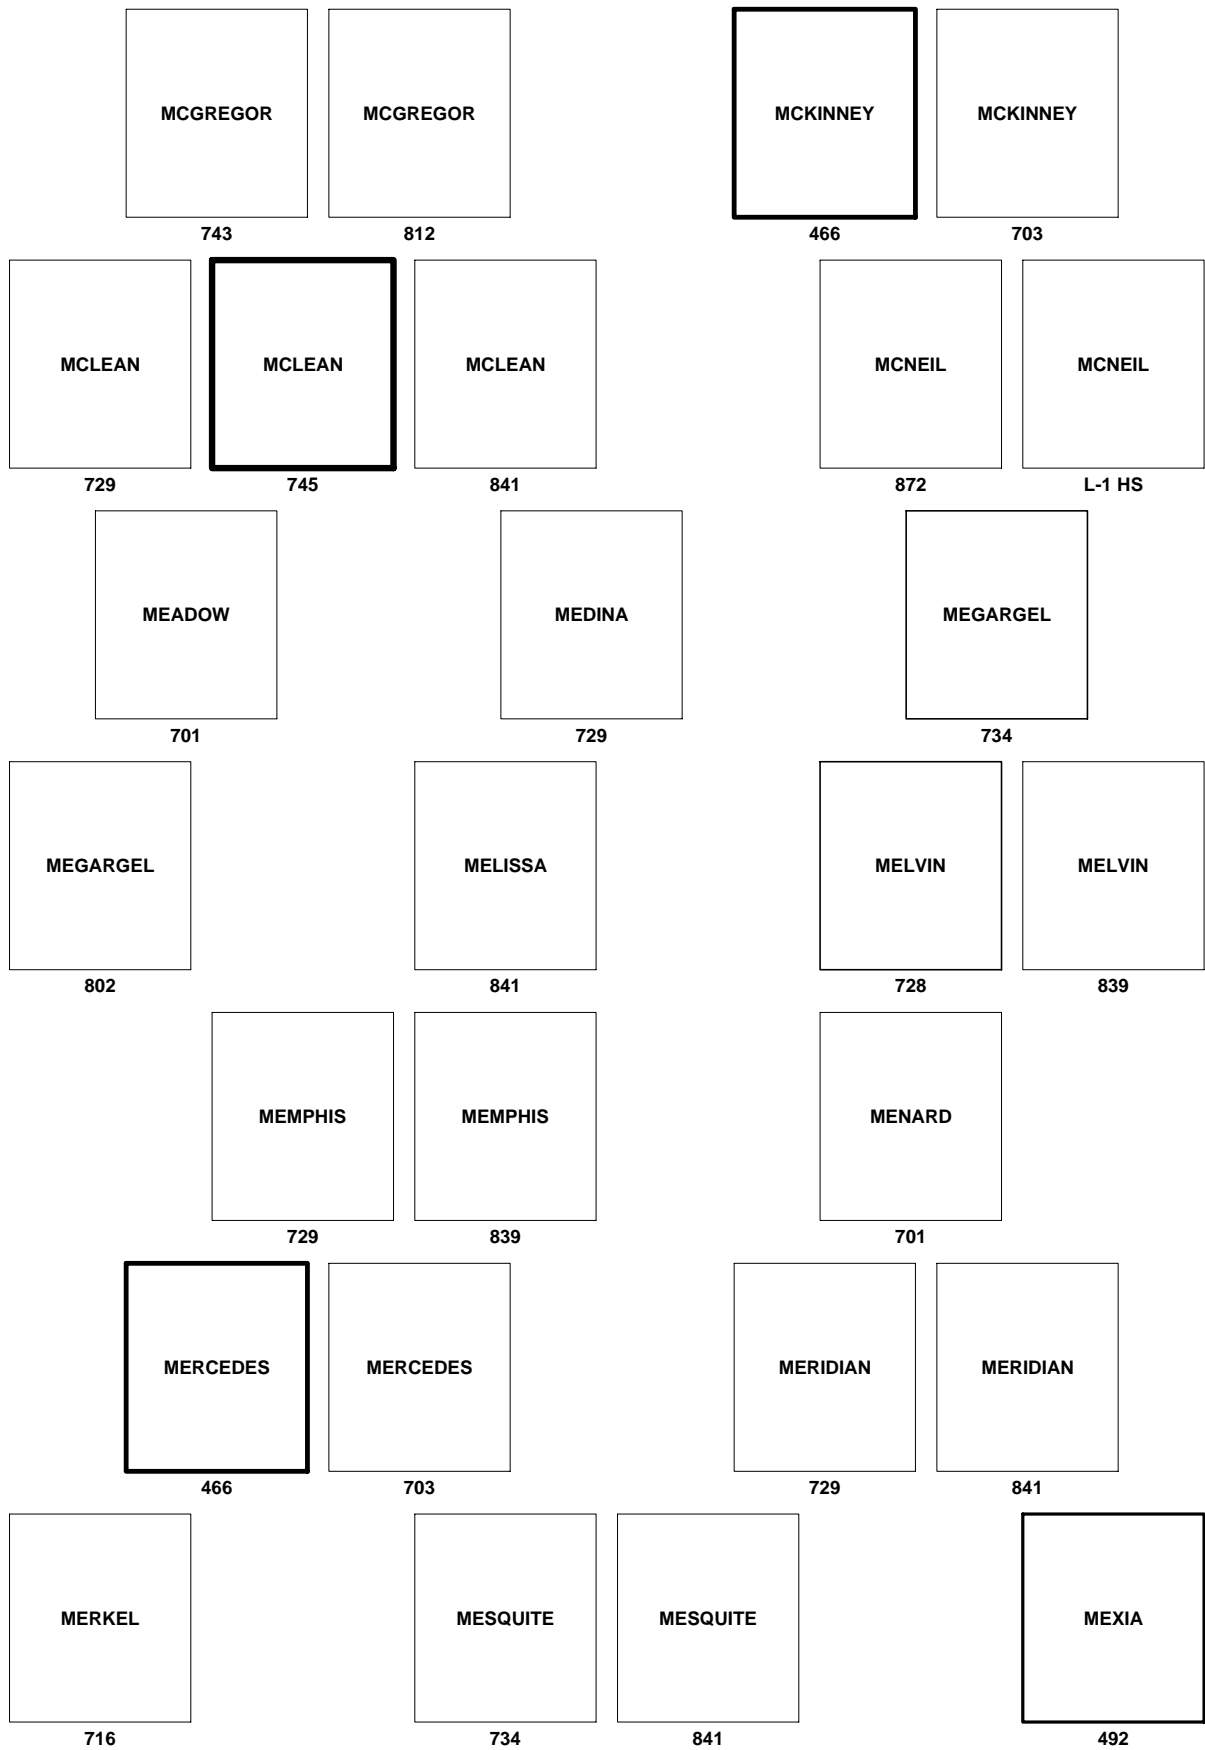 MCGREGOR MCGREGOR MCKINNEY MCKINNEY
743 812 466 703
MCLEAN MCLEAN MCLEAN MCNEIL MCNEIL
729 745 841 872 L-1 HS
MEADOW MEDINA MEGARGEL
701 729 734
MEGARGEL MELISSA MELVIN MELVIN
802 841 728 839
MEMPHIS MEMPHIS MENARD
729 839 701
MERCEDES MERCEDES MERIDIAN MERIDIAN
466 703 729 841
MERKEL MESQUITE MESQUITE MEXIA
716 734 841 492